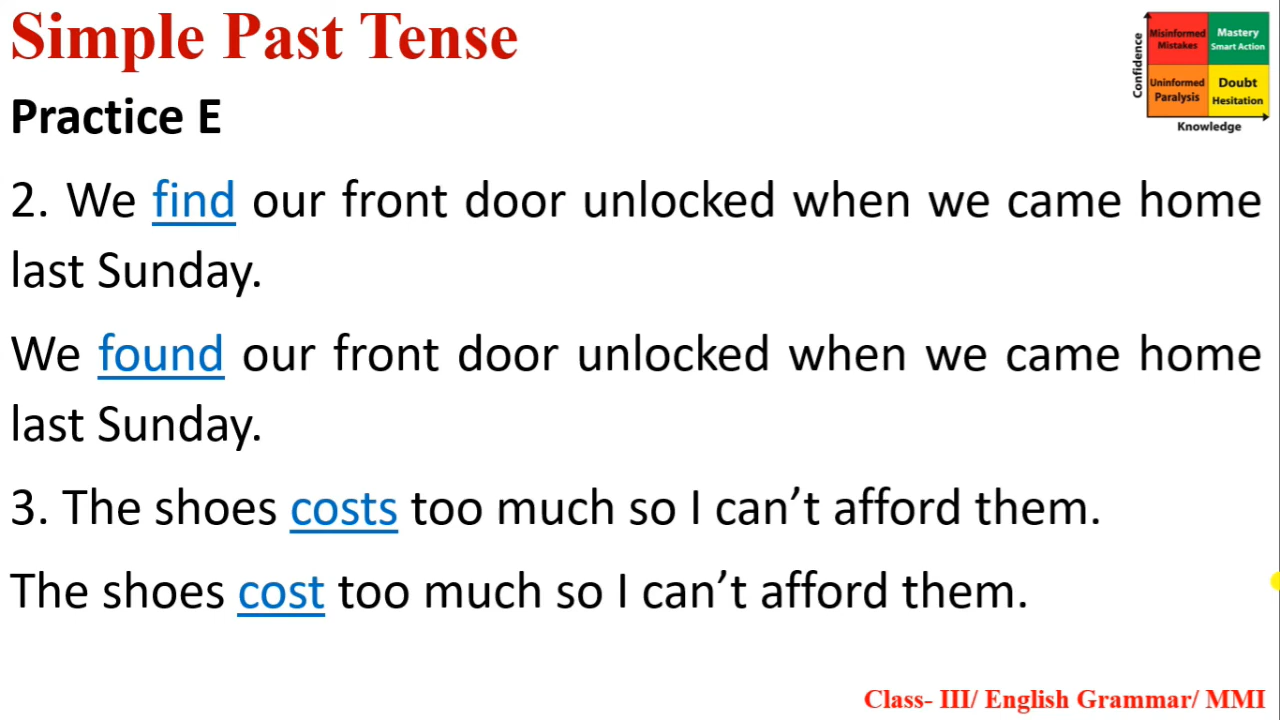 Simple Past Tense
Practice E
2. We find our front door unlocked when we came home
last Sunday.
We found our front door unlocked when we came home
last Sunday.
3. The shoes costs too much so I can’t afford them.
The shoes cost too much so I can’t afford them.
Confidence
Misinformed
Mistakes
Mastery
Smart Action
Uninformed
Paralysis
Doubt
Hesitation
Knowledge
Class- III/ English Grammar/ MMI